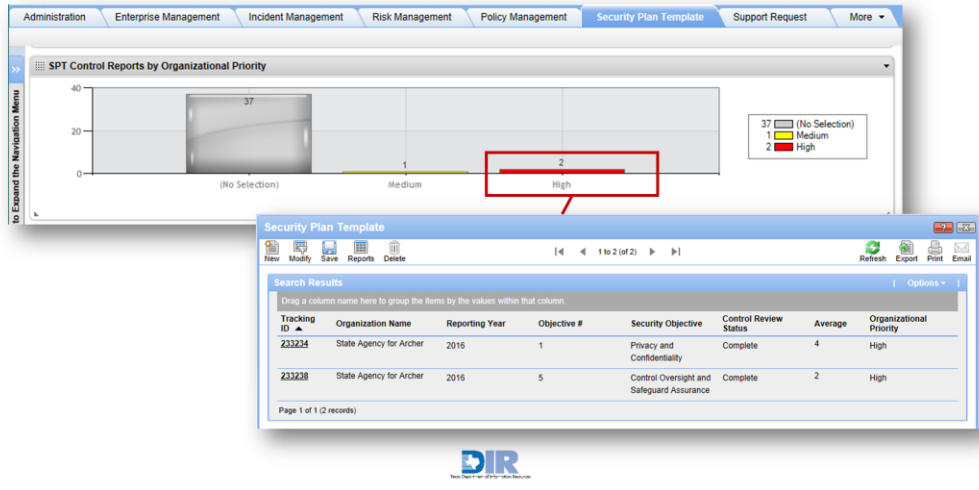 Administration Enterprise Management Incident Management Risk Management Policy Management Security Plan Template Support Request More
SPT Control Reports by Organizational Priority
to Expand the Navigation Menu
40
20
0
37
1
2
(No Selection) Medium High
37 (No Selection)
1 Medium
2 High
Security Plan Template
New Modify Save Reports Delete
1 to 2 (of 2)
Refresh Export Print Email
Search Results Options
Drag a column name here to group the items by the values within that column.
Tracking ID Organization Name Reporting Year Objective # Security Objective Control Review Status Average Organizational Priority
233234 State Agency for Archer 2016 1 Privacy and Confidentiality Complete 4 High
233238 State Agency for Archer 2016 5 Control Oversight and Safeguard Assurance Complete 2 High
Page 1 of 1 (2 records)
DIR
Texas Department of Information Resources